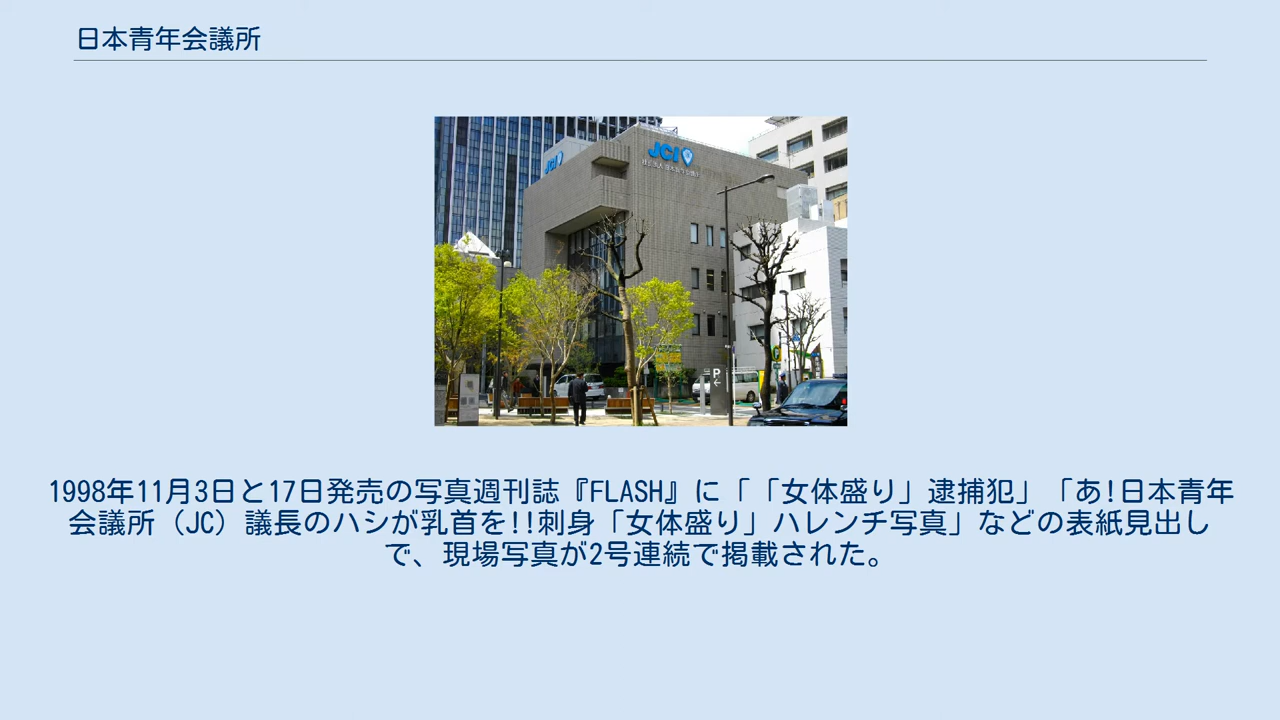 日本青年会議所
JCI
JCI
P
1998年11月3日と17日発売の写真週刊誌『FLASH』に「「女体盛り」逮捕犯」「あ!日本青年
会議所（JC）議長のハシが乳首を!!刺身「女体盛り」ハレンチ写真」などの表紙見出し
で、現場写真が2号連続で掲載された。